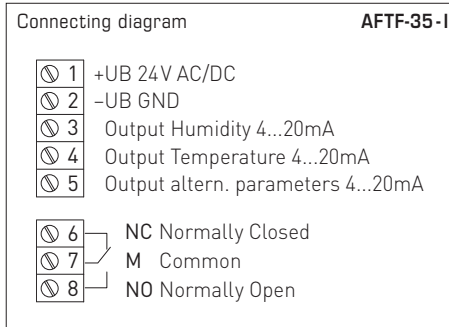 Connecting diagram AFTF-35-I
1 +UB 24V AC/DC
2 –UB GND
3 Output Humidity 4...20mA
4 Output Temperature 4...20mA
5 Output altern. parameters 4...20mA
6 NC Normally Closed
7 M Common
8 NO Normally Open